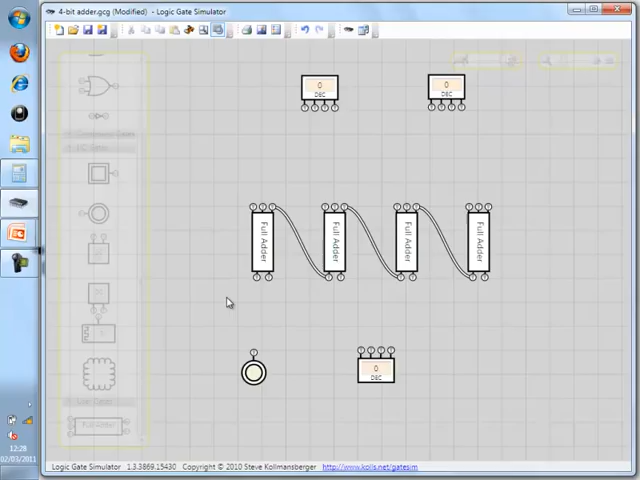 4-bit adder.gcg (Modified) - Logic Gate Simulator
0
DEC
0
DEC
Full Adder
Full Adder
Full Adder
Full Adder
0
DEC
Full Adder
12:28
02/03/2011
Logic Gate Simulator 1.3.3869.15430 Copyright © 2010 Steve Kollmansberger http://www.kolls.net/gatesim